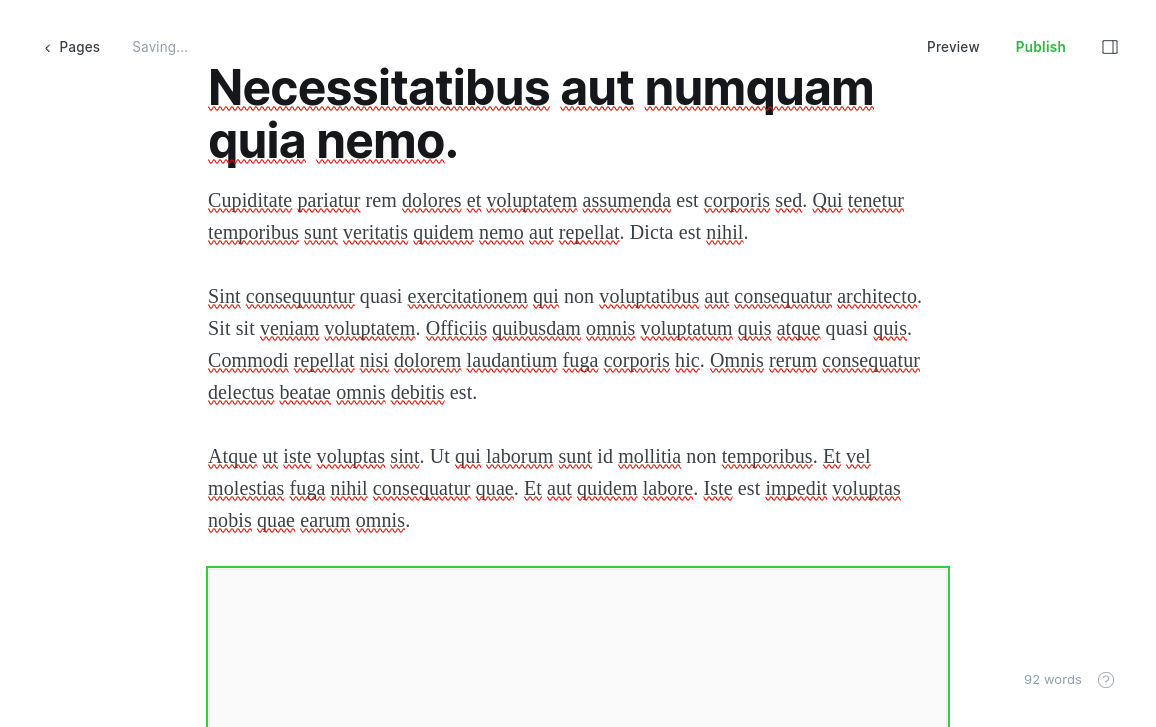 Pages
Saving...
Preview
Publish
Necessitatibus aut numquam
quia nemo.
Cupiditate pariatur rem dolores et voluptatem assumenda est corporis sed. Qui tenetur
temporibus sunt veritatis quidem nemo aut repellat. Dicta est nihil.
Sint consequuntur quasi exercitationem qui non voluptatibus aut consequatur architecto.
Sit sit veniam voluptatem. Officiis quibusdam omnis voluptatum quis atque quasi quis.
Commodi repellat nisi dolorem laudantium fuga corporis hic. Omnis rerum consequatur
delectus beatae omnis debitis est.
Atque ut iste voluptas sint. Ut qui laborum sunt id mollitia non temporibus. Et vel
molestias fuga nihil consequatur quae. Et aut quidem labore. Iste est impedit voluptas
nobis quae earum omnis.
92 words